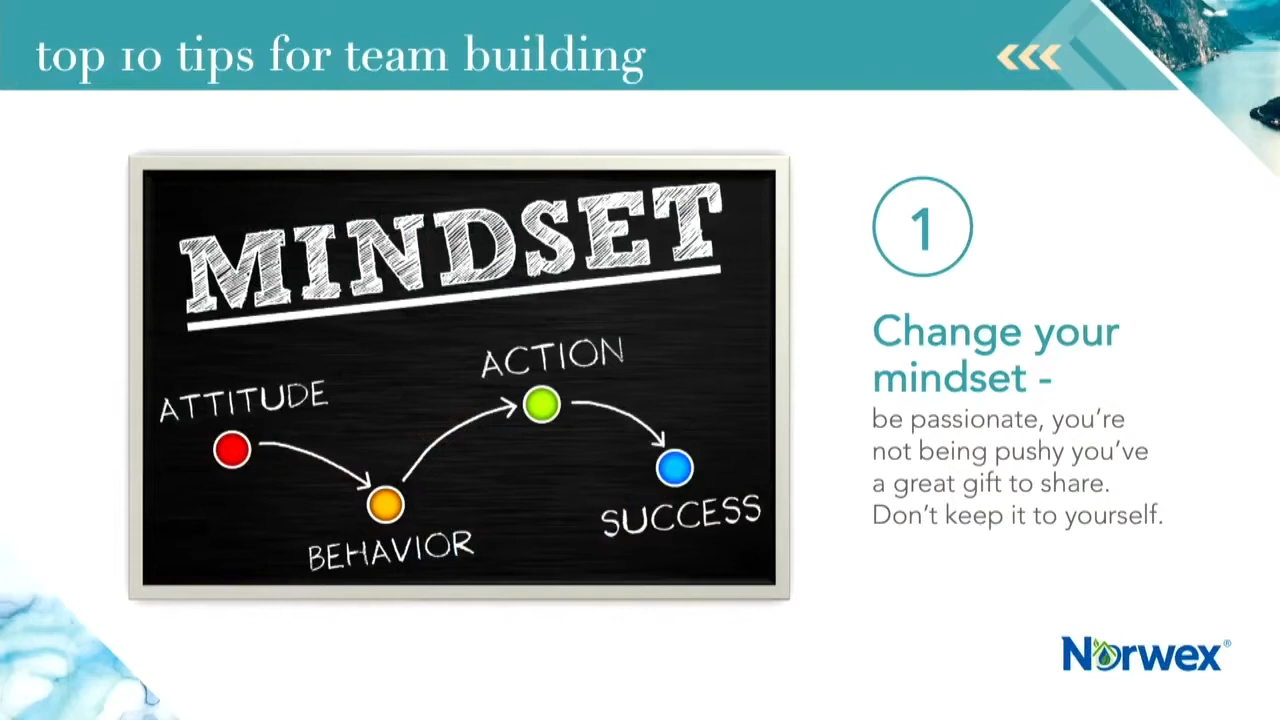 top 10 tips for team building
MINDSET
ATTITUDE
BEHAVIOR
ACTION
SUCCESS
1
Change your
mindset -
be passionate, you’re
not being pushy you’ve
a great gift to share.
Don’t keep it to yourself.
Norwex®